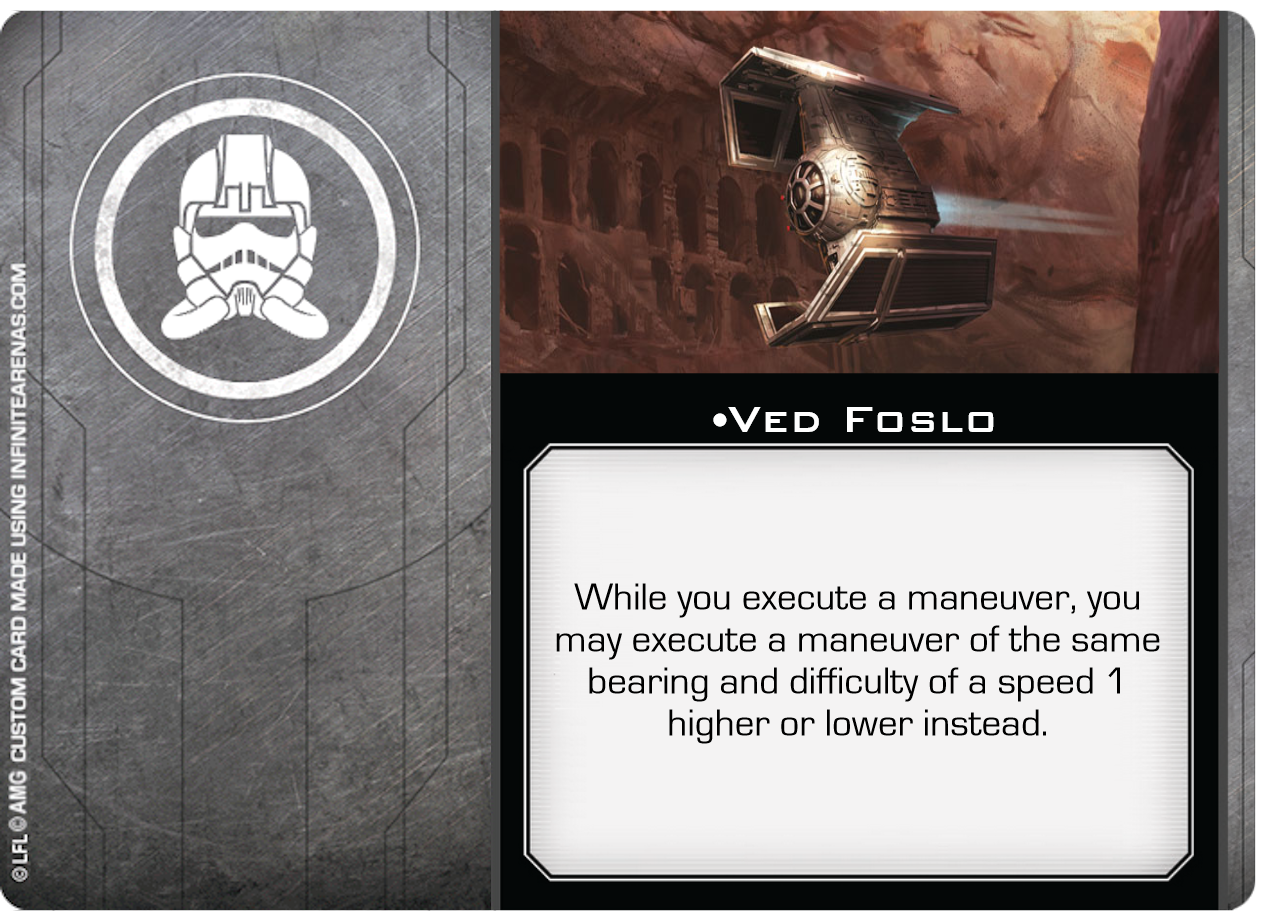 •Ved Foslo
While you execute a maneuver, you
may execute a maneuver of the same
bearing and difficulty of a speed 1
higher or lower instead.
©LFL ©AMG CUSTOM CARD MADE USING INFINITEARENAS.COM